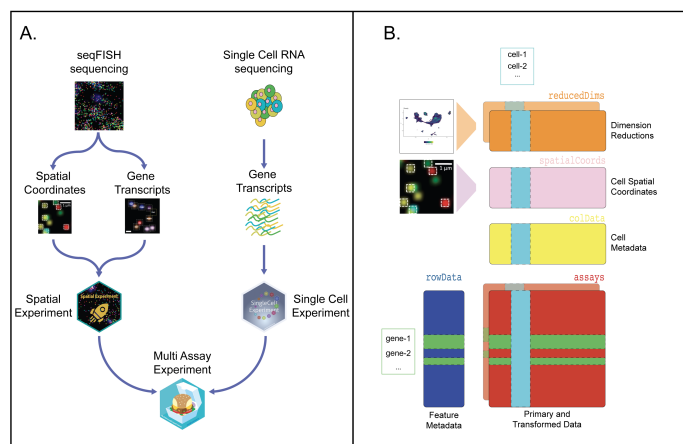 A.
seqFISH
sequencing
Single Cell RNA
sequencing
Spatial
Coordinates
Gene
Transcripts
Gene
Transcripts
Spatial
Experiment
Spatial Experiment
SingleCell
Experiment
Single Cell
Experiment
Multi Assay
Experiment
B.
cell-1
cell-2
...
reducedDims
Dimension
Reductions
1 µm
spatialCoords
Cell Spatial
Coordinates
colData
Cell
Metadata
rowData
assays
gene-1
gene-2
...
Feature
Metadata
Primary and
Transformed Data